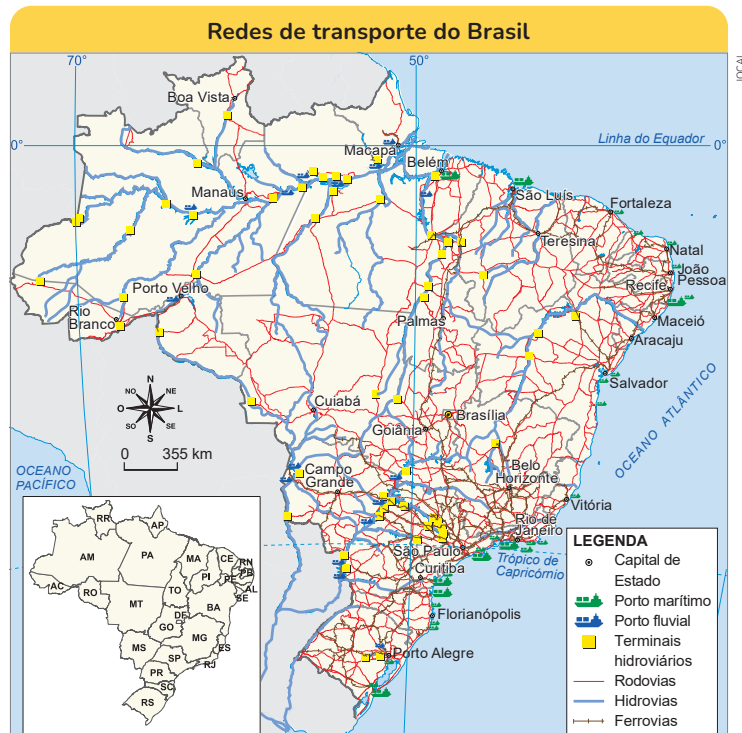 Redes de transporte do Brasil
70°
50°
0°
0°
Linha do Equador
Boa Vista
Macapá
Belém
Manaus
São Luís
Fortaleza
Teresina
Natal
João
Pessoa
Recife
Porto Velho
Rio
Branco
Palmas
Maceió
Aracaju
Salvador
Cuiabá
Brasília
Goiânia
OCEANO ATLÂNTICO
N
NO
NE
O
L
SO
SE
S
0
355 km
OCEANO
PACÍFICO
Campo
Grande
Belo
Horizonte
Vitória
Rio de
Janeiro
São Paulo
Trópico de
Capricórnio
Curitiba
Florianópolis
Porto Alegre
RR
AP
AM
PA
MA
CE
RN
PB
PE
AL
SE
PI
AC
RO
TO
BA
MT
DF
GO
MG
ES
MS
SP
RJ
PR
SC
RS
LEGENDA
Capital de
Estado
Porto marítimo
Porto fluvial
Terminais
hidroviários
Rodovias
Hidrovias
Ferrovias